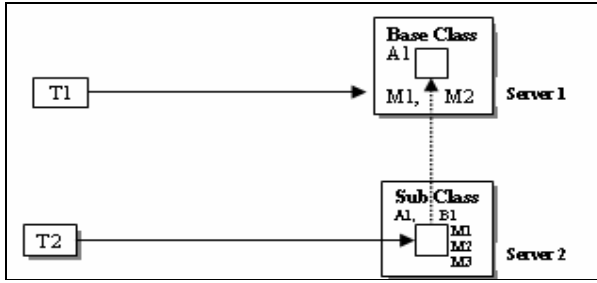 Base Class
A1
T1
M1, M2
Server 1
Sub Class
A1, B1
M1
T2
M2
M3
Server 2